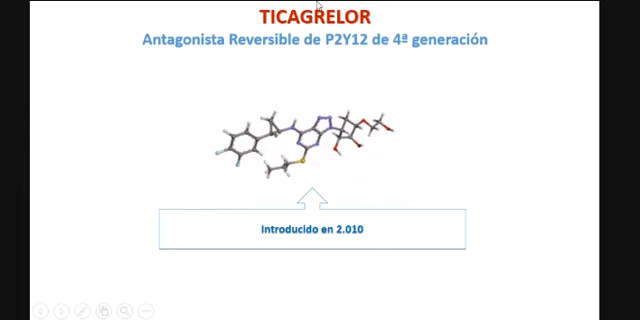 TICAGRELOR
Antagonista Reversible de P2Y12 de 4ª generación
Introducido en 2.010